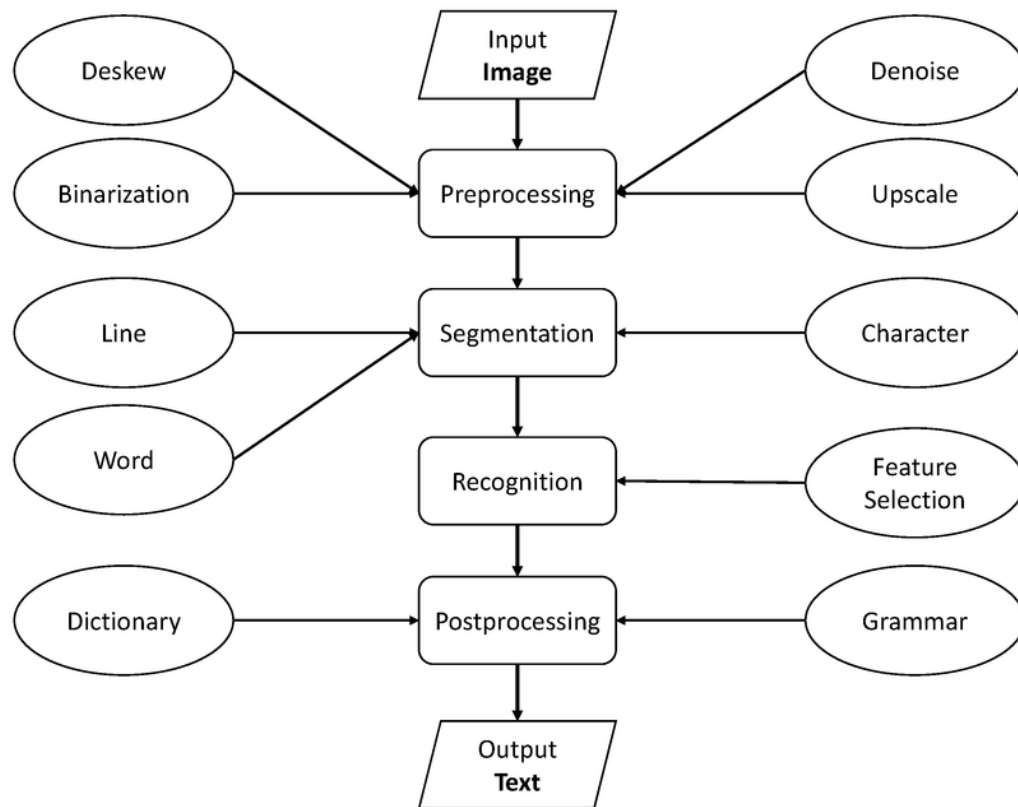 Deskew
Input
Image
Denoise
Binarization
Preprocessing
Upscale
Line
Segmentation
Character
Word
Recognition
Feature
Selection
Dictionary
Postprocessing
Grammar
Output
Text